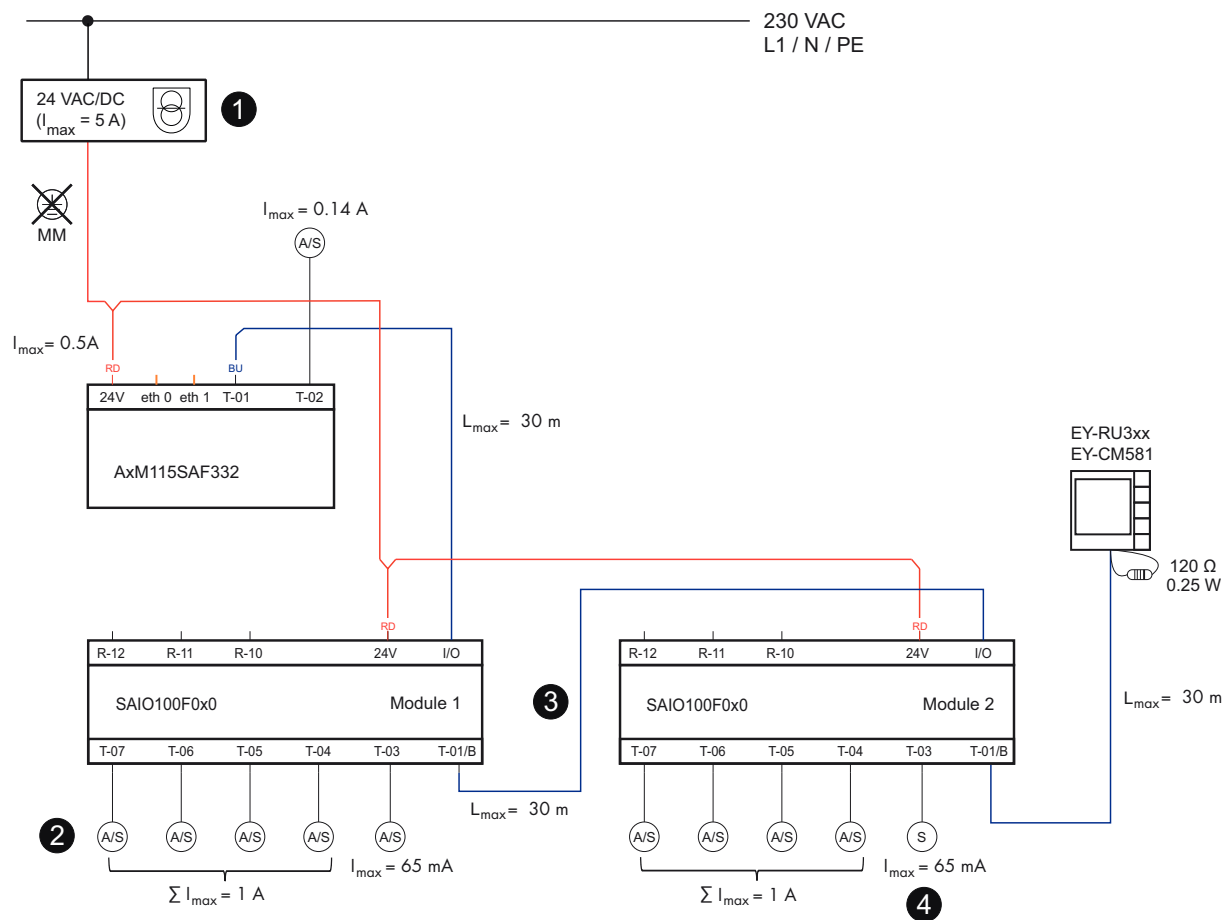 230 VAC
L1 / N / PE
24 VAC/DC
(Imax = 5 A)
1
MM
Imax = 0.14 A
A/S
Imax = 0.5A
RD
BU
24V eth 0 eth 1 T-01 T-02
AxM115SAF332
Lmax = 30 m
EY-RU3xx
EY-CM581
120 Ω
0.25 W
RD
RD
R-12 R-11 R-10 24V I/O
SAIO100F0x0 Module 1
T-07 T-06 T-05 T-04 T-03 T-01/B
3
R-12 R-11 R-10 24V I/O
SAIO100F0x0 Module 2
T-07 T-06 T-05 T-04 T-03 T-01/B
Lmax = 30 m
Lmax = 30 m
2
A/S A/S A/S A/S A/S
Imax = 65 mA
∑ Imax = 1 A
A/S A/S A/S A/S S
Imax = 65 mA
∑ Imax = 1 A
4